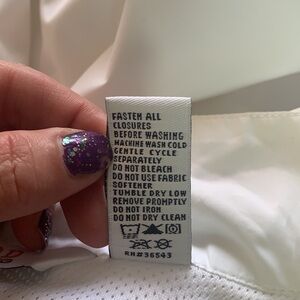 FASTEN ALL
CLOSURES
BEFORE WASHING
MACHINE WASH COLD
GENTLE CYCLE
SEPARATELY
DO NOT BLEACH
DO NOT USE FABRIC
SOFTENER
TUMBLE DRY LOW
REMOVE PROMPTLY
DO NOT IRON
DO NOT DRY CLEAN
RN#36543